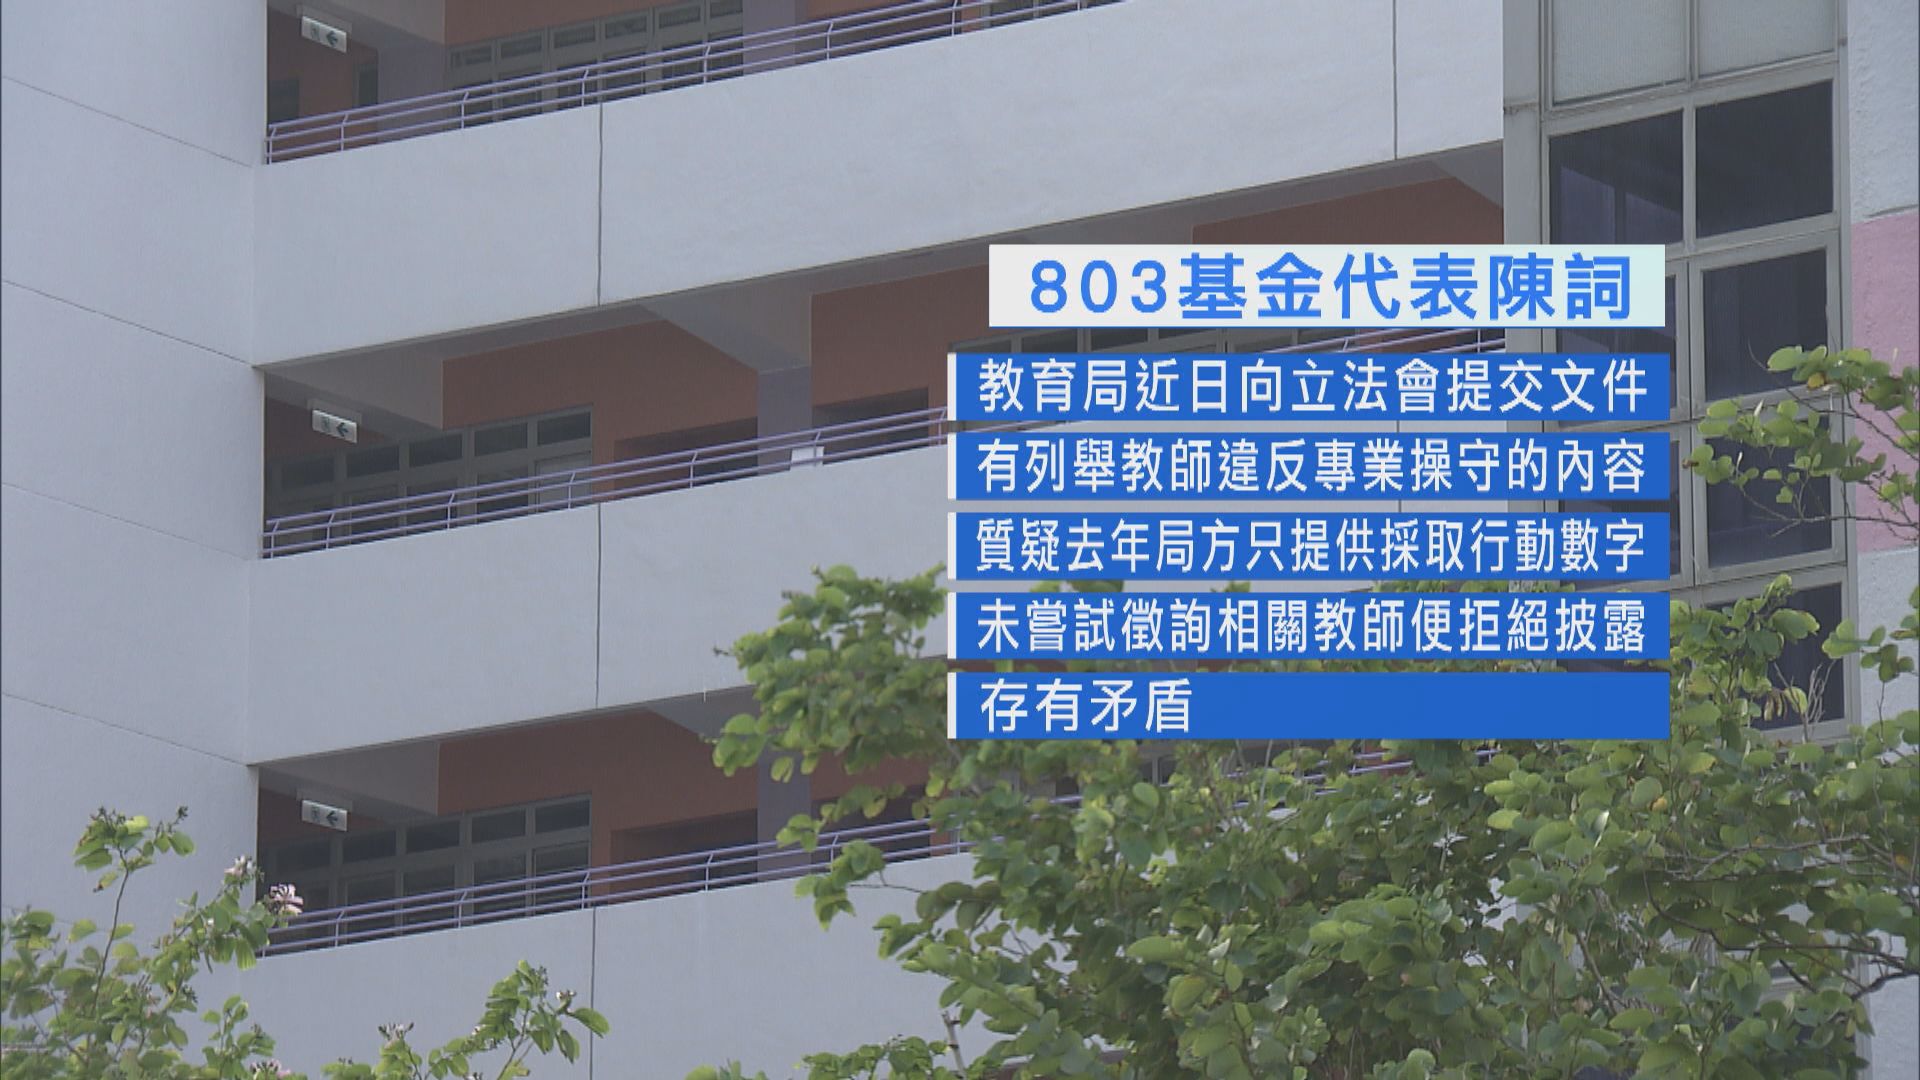 803基金代表陳詞
教育局近日向立法會提交文件
有列舉教師違反專業操守的內容
質疑去年局方只提供採取行動數字
未嘗試徵詢相關教師便拒絕披露
存有矛盾